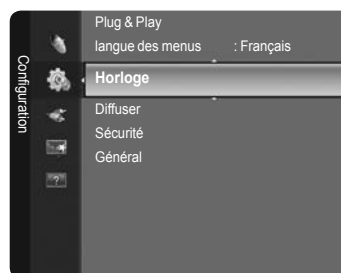 Configuration
Plug & Play
langue des menus : Français
Horloge
Diffuser
Sécurité
Général
?